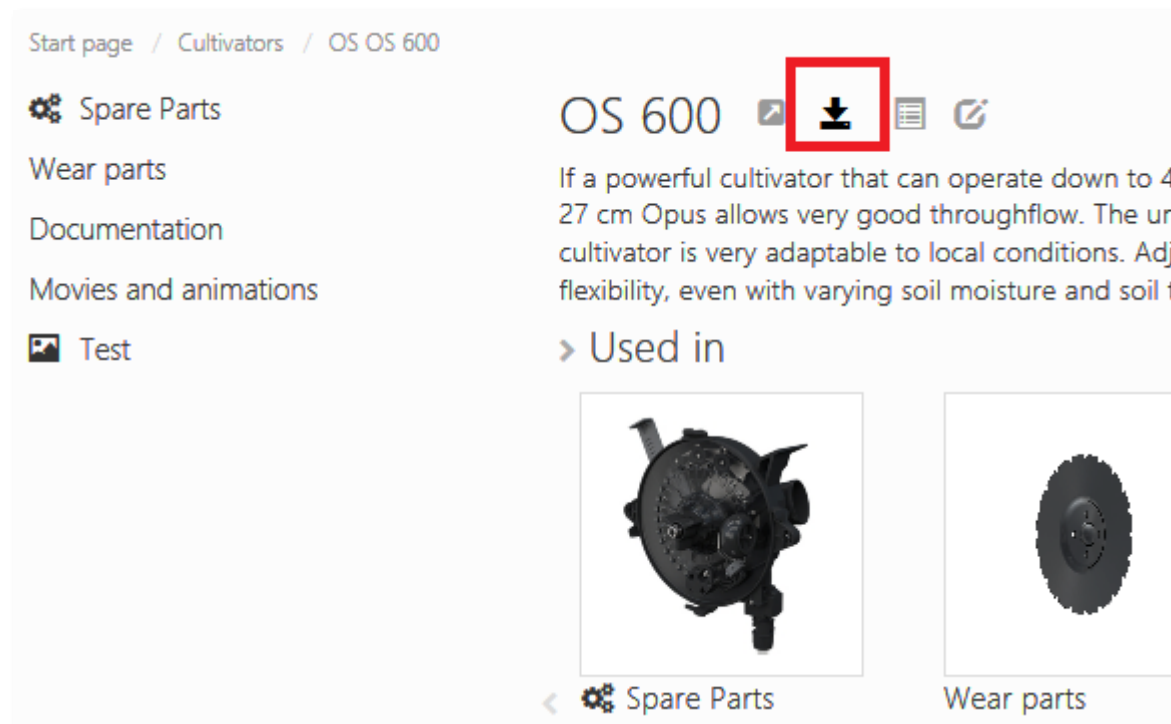 Start page / Cultivators / OS OS 600
Spare Parts
Wear parts
Documentation
Movies and animations
Test
OS 600
If a powerful cultivator that can operate down to 4
27 cm Opus allows very good throughflow. The
cultivator is very adaptable to local conditions.
flexibility, even with varying soil moisture and soil
> Used in
Spare Parts
Wear parts